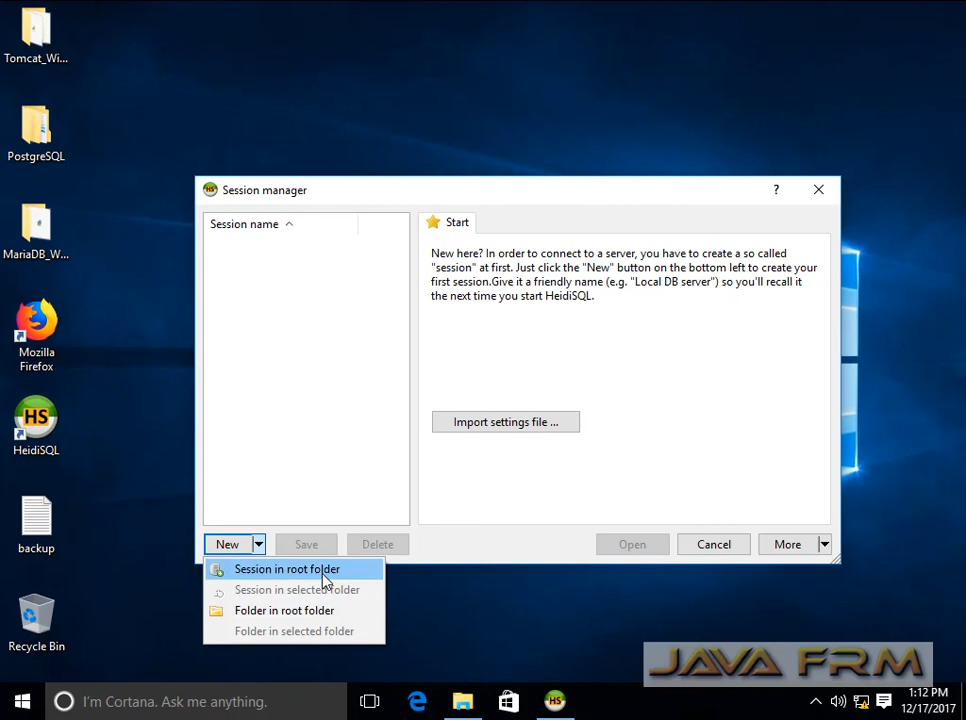 Tomcat_Wi...
PostgreSQL
MariaDB_W...
Mozilla
Firefox
HS
HeidiSQL
backup
Recycle Bin
HS Session manager ?
Session name
Start
New here? In order to connect to a server, you have to create a so called
"session" at first. Just click the "New" button on the bottom left to create your
first session.Give it a friendly name (e.g. "Local DB server") so you'll recall it
the next time you start HeidiSQL.
Import settings file ...
New Save Delete Open Cancel More
Session in root folder
Session in selected folder
Folder in root folder
Folder in selected folder
JAVA FRM
I'm Cortana. Ask me anything.
HS
1:12 PM
12/17/2017